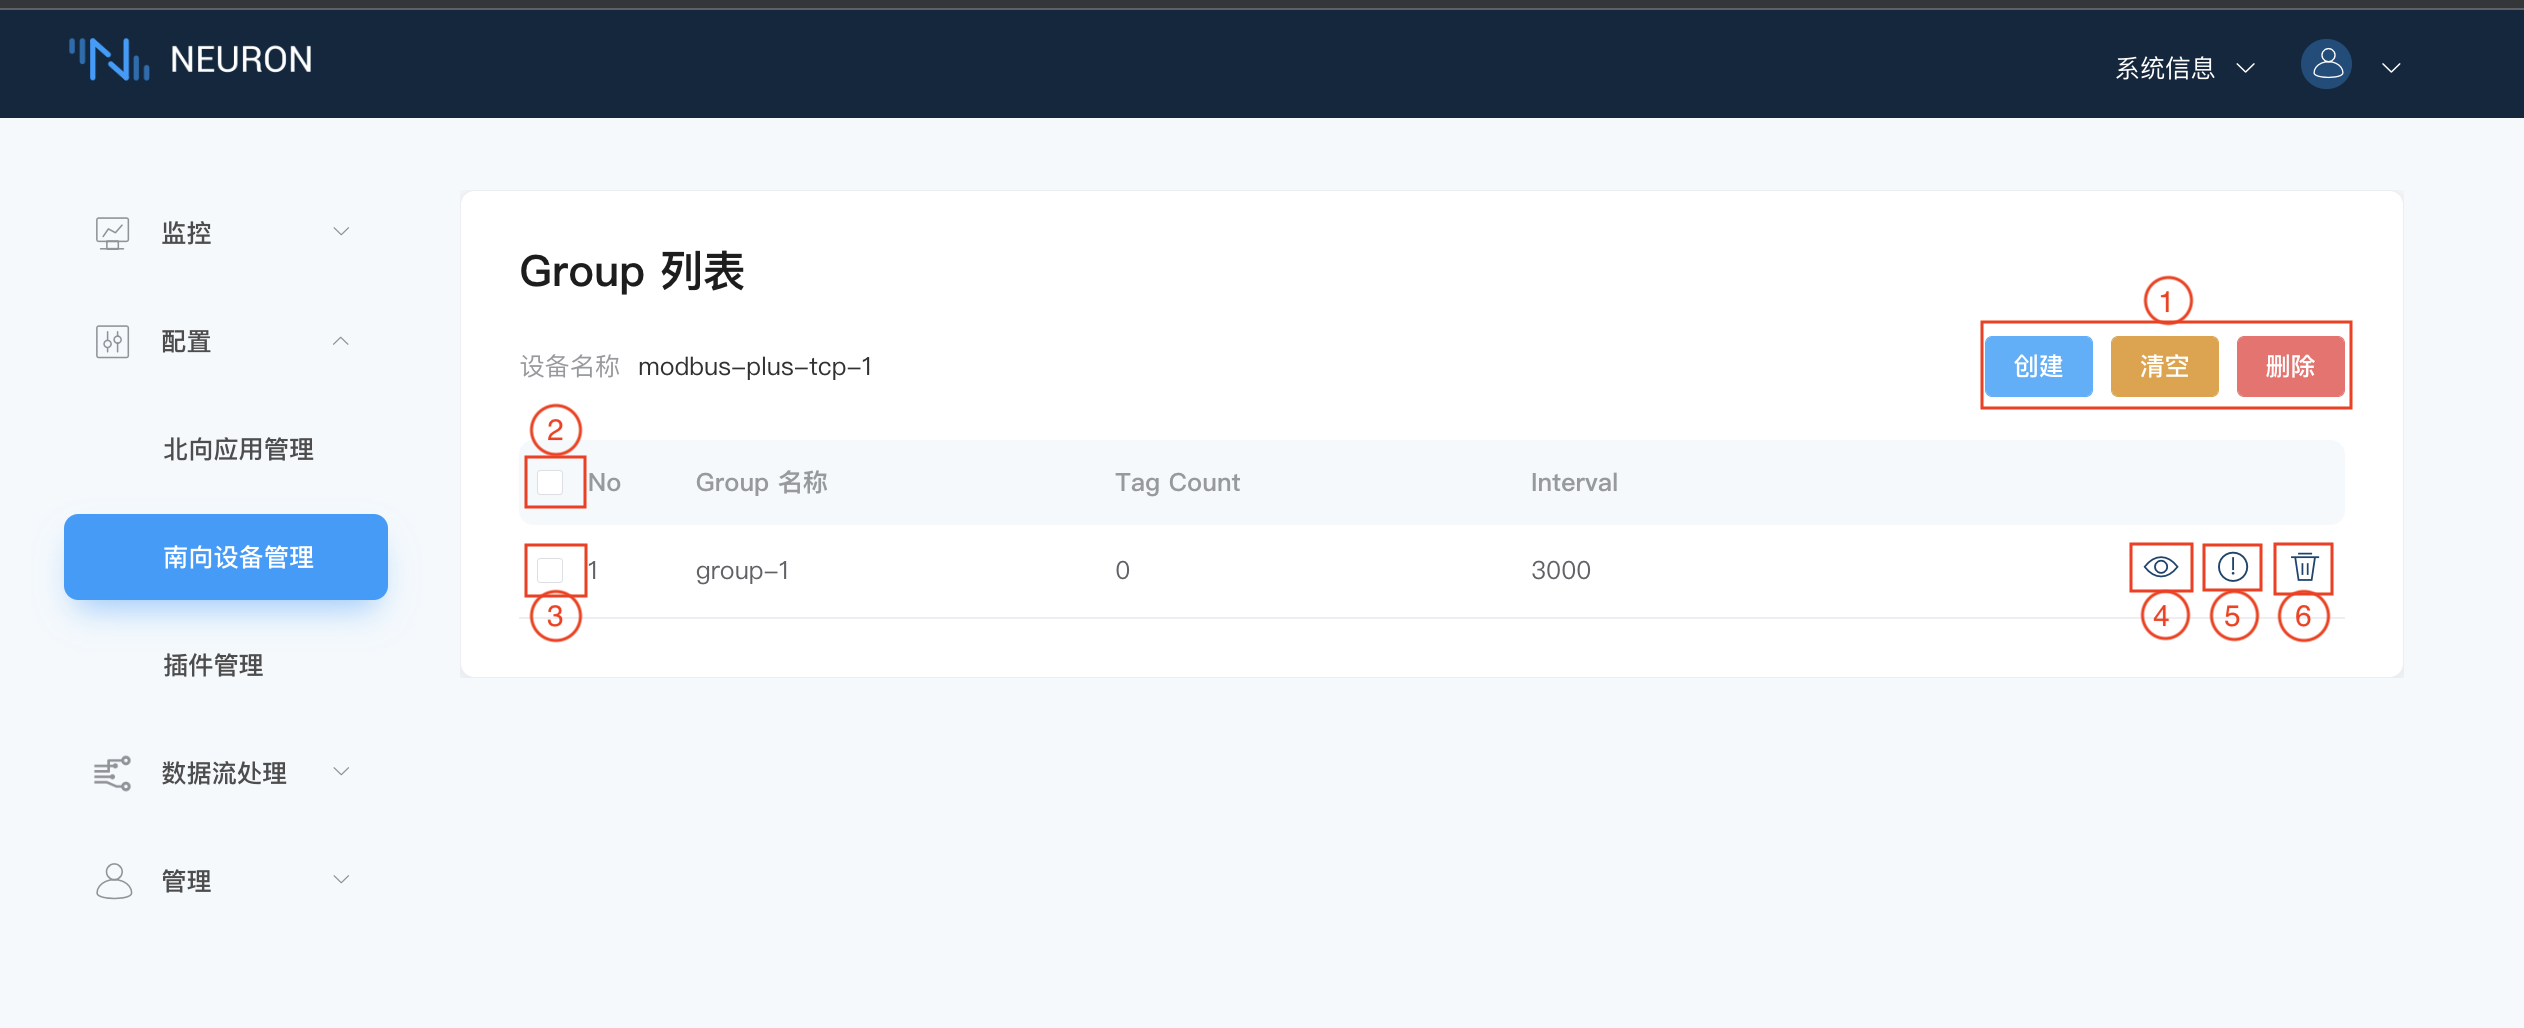 NEURON
系统信息
监控
配置
北向应用管理
南向设备管理
插件管理
数据流处理
管理
Group 列表
1
设备名称 modbus-plus-tcp-1
创建 清空 删除
2
No Group 名称 Tag Count Interval
1 group-1 0 3000
3 4 5 6